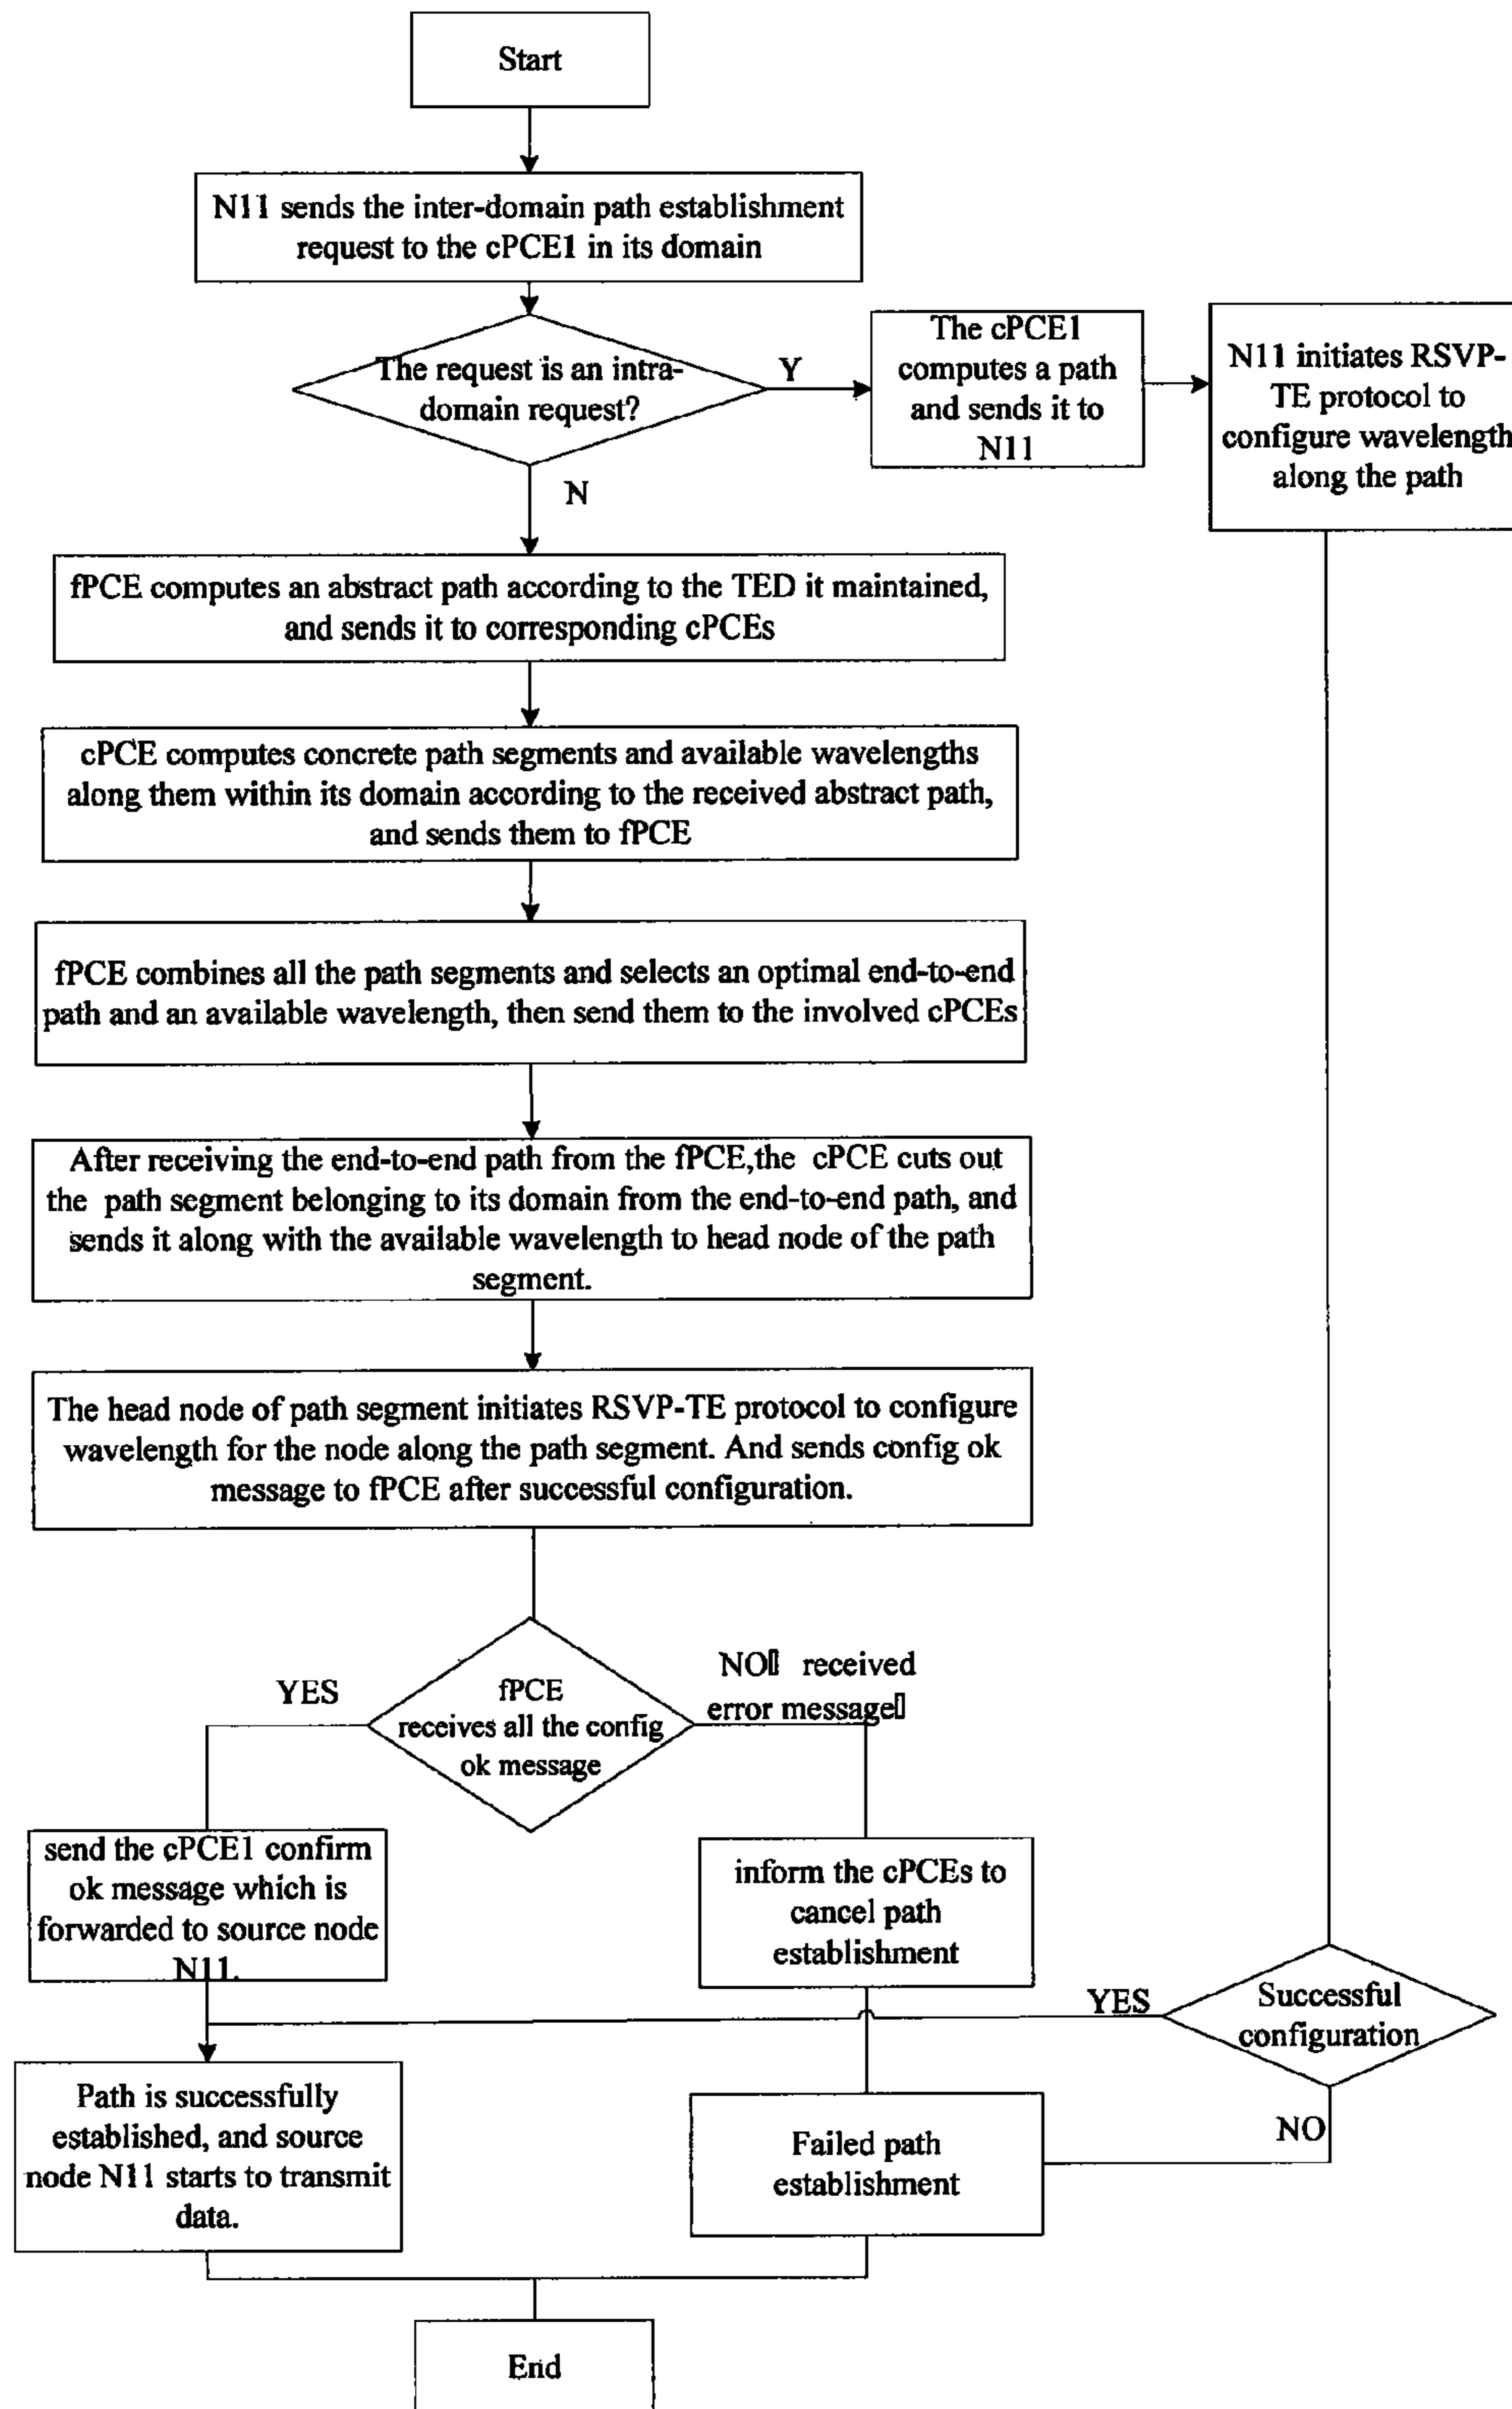 Start
N11 sends the inter-domain path establishment
request to the cPCE1 in its domain
The request is an intra-
domain request?
Y
The cPCE1
computes a path
and sends it to
N11
N11 initiates RSVP-
TE protocol to
configure wavelength
along the path
N
fPCE computes an abstract path according to the TED it maintained,
and sends it to corresponding cPCEs
cPCE computes concrete path segments and available wavelengths
along them within its domain according to the received abstract path,
and sends them to fPCE
fPCE combines all the path segments and selects an optimal end-to-end
path and an available wavelength, then send them to the involved cPCEs
After receiving the end-to-end path from the fPCE,the cPCE cuts out
the path segment belonging to its domain from the end-to-end path, and
sends it along with the available wavelength to head node of the path
segment.
The head node of path segment initiates RSVP-TE protocol to configure
wavelength for the node along the path segment. And sends config ok
message to fPCE after successful configuration.
YES
fPCE
receives all the config
ok message
NO▯ received
error message▯
send the cPCE1 confirm
ok message which is
forwarded to source node
N11.
inform the cPCEs to
cancel path
establishment
YES
Successful
configuration
NO
Path is successfully
established, and source
node N11 starts to transmit
data.
Failed path
establishment
End